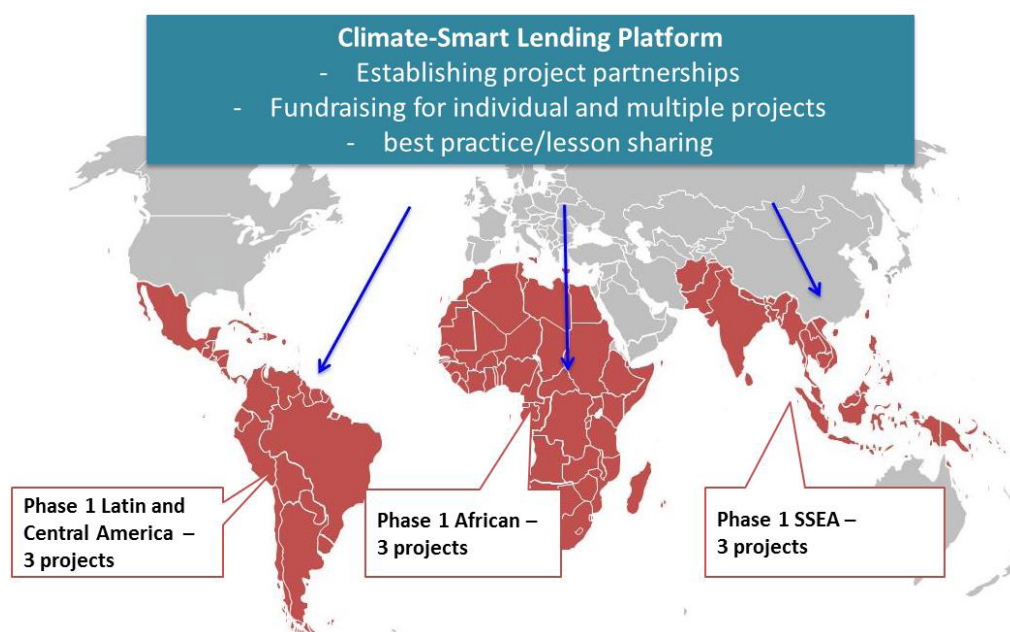 Climate-Smart Lending Platform
- Establishing project partnerships
- Fundraising for individual and multiple projects
- best practice/lesson sharing
Phase 1 Latin and
Central America –
3 projects
Phase 1 African –
3 projects
Phase 1 SSEA –
3 projects